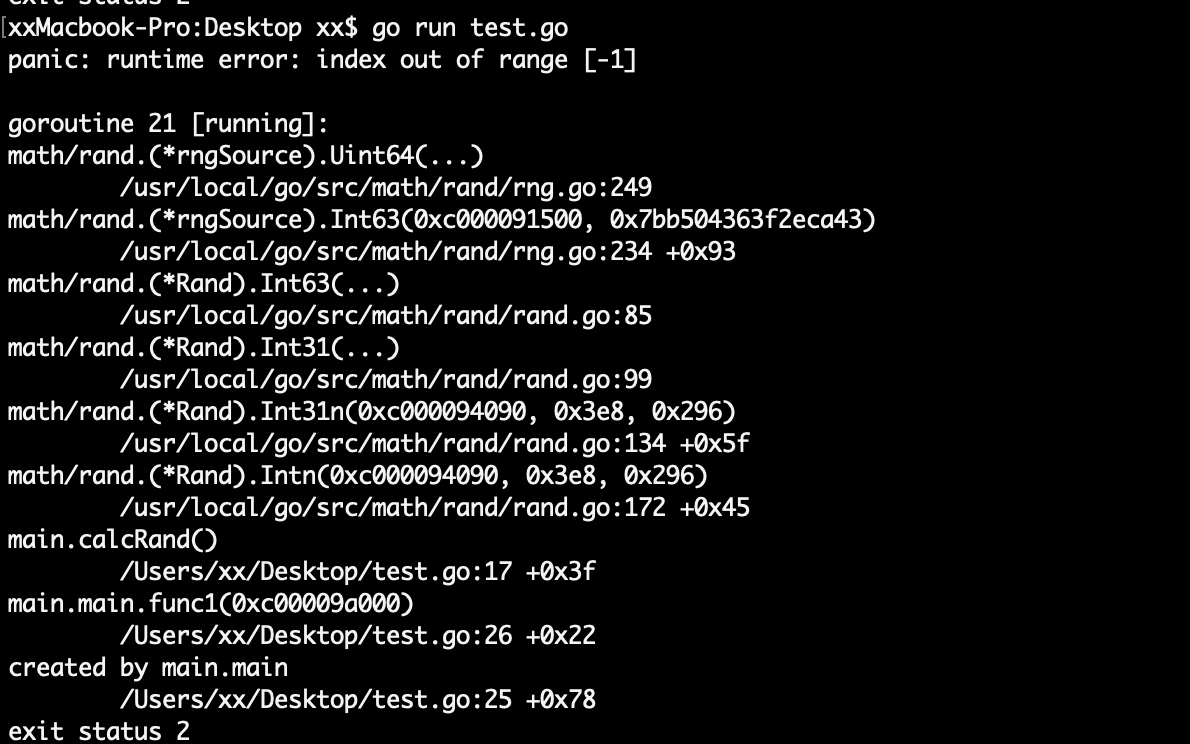 exit status 2
[xxMacbook-Pro:Desktop xx$ go run test.go
panic: runtime error: index out of range [-1]
goroutine 21 [running]:
math/rand.(*rngSource).Uint64(...)
/usr/local/go/src/math/rand/rng.go:249
math/rand.(*rngSource).Int63(0xc000091500, 0x7bb504363f2eca43)
/usr/local/go/src/math/rand/rng.go:234 +0x93
math/rand.(*Rand).Int63(...)
/usr/local/go/src/math/rand/rand.go:85
math/rand.(*Rand).Int31(...)
/usr/local/go/src/math/rand/rand.go:99
math/rand.(*Rand).Int31n(0xc000094090, 0x3e8, 0x296)
/usr/local/go/src/math/rand/rand.go:134 +0x5f
math/rand.(*Rand).Intn(0xc000094090, 0x3e8, 0x296)
/usr/local/go/src/math/rand/rand.go:172 +0x45
main.calcRand()
/Users/xx/Desktop/test.go:17 +0x3f
main.main.func1(0xc00009a000)
/Users/xx/Desktop/test.go:26 +0x22
created by main.main
/Users/xx/Desktop/test.go:25 +0x78
exit status 2